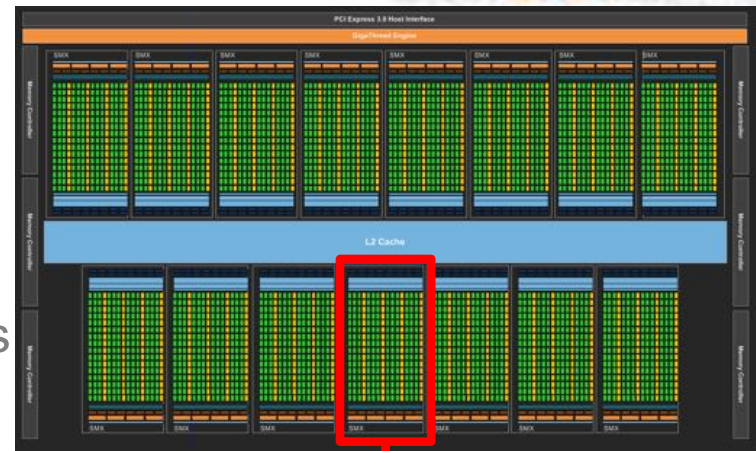 PCI Express 3.0 Host Interface
GigaThread Engine
SMX SMX SMX SMX SMX SMX SMX SMX
Memory Controller
Memory Controller
Memory Controller
Memory Controller
Memory Controller
Memory Controller
L2 Cache
s
SMX SMX SMX SMX SMX SMX SMX